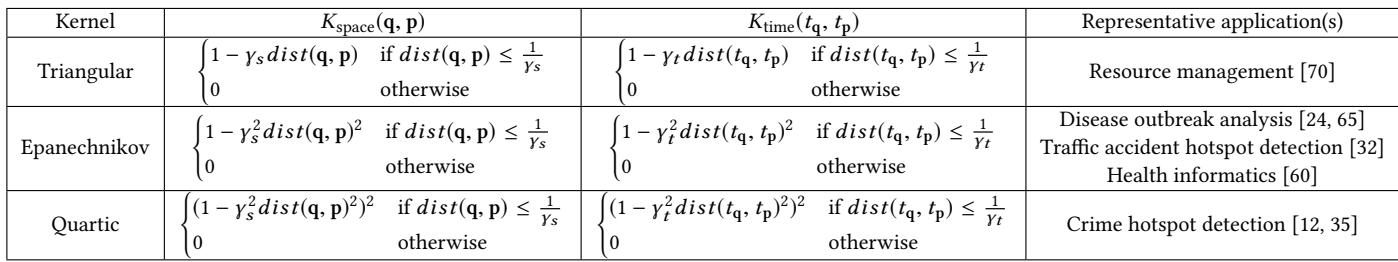 Kernel K_space(q, p) K_time(t_q, t_p) Representative application(s)
Triangular { 1 − γ_s dist(q, p) if dist(q, p) ≤ 1/γ_s
0 otherwise
{ 1 − γ_t dist(t_q, t_p) if dist(t_q, t_p) ≤ 1/γ_t
0 otherwise
Resource management [70]
Epanechnikov { 1 − γ_s^2 dist(q, p)^2 if dist(q, p) ≤ 1/γ_s
0 otherwise
{ 1 − γ_t^2 dist(t_q, t_p)^2 if dist(t_q, t_p) ≤ 1/γ_t
0 otherwise
Disease outbreak analysis [24, 65]
Traffic accident hotspot detection [32]
Health informatics [60]
Quartic { (1 − γ_s^2 dist(q, p)^2)^2 if dist(q, p) ≤ 1/γ_s
0 otherwise
{ (1 − γ_t^2 dist(t_q, t_p)^2)^2 if dist(t_q, t_p) ≤ 1/γ_t
0 otherwise
Crime hotspot detection [12, 35]